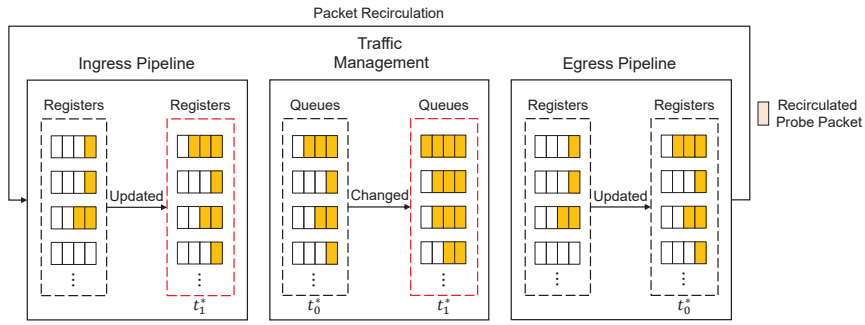 Packet Recirculation
Ingress Pipeline
Traffic
Management
Egress Pipeline
Registers
Registers
Queues
Queues
Registers
Registers
Recirculated
Probe Packet
Updated
Changed
Updated
⋮
⋮
⋮
⋮
⋮
⋮
t₁*
t₀*
t₁*
t₀*